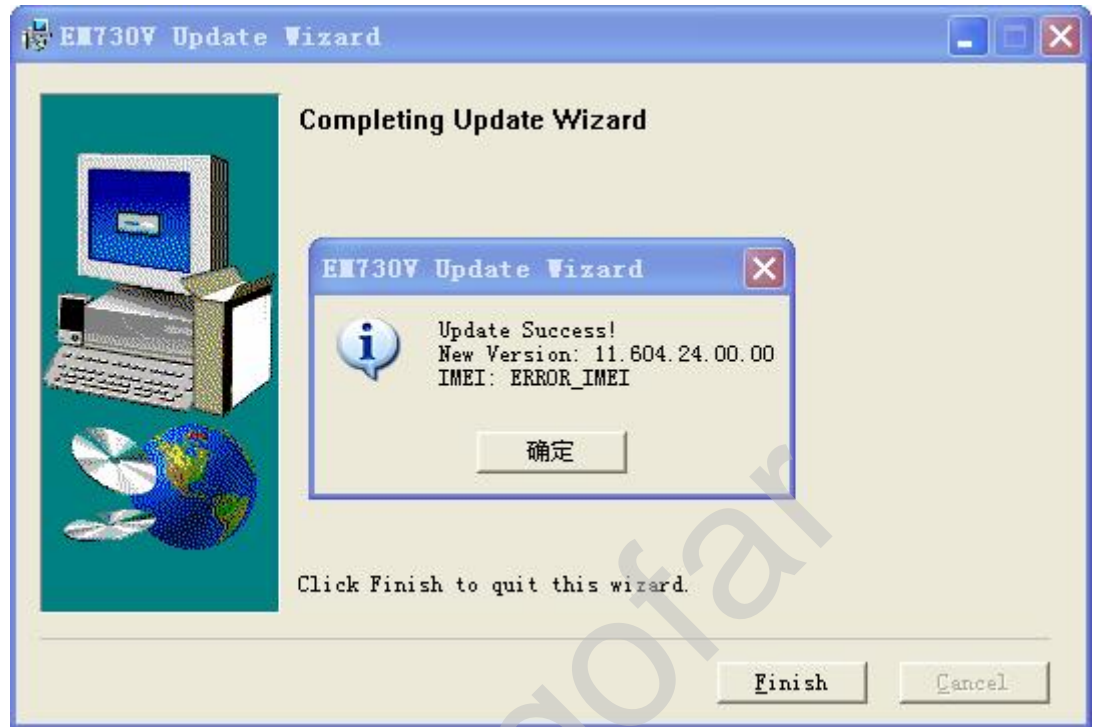 EM730V Update Wizard
Completing Update Wizard
EM730V Update Wizard
Update Success!
New Version: 11.604.24.00.00
IMEI: ERROR_IMEI
确定
Click Finish to quit this wizard.
Finish
Cancel